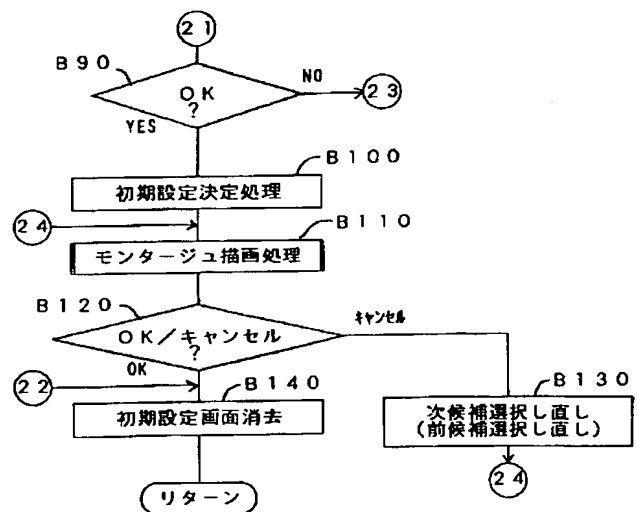 21
B90
OK
?
NO
23
YES
B100
初期設定決定処理
24
B110
モンタージュ描画処理
B120
OK/キャンセル
?
キャンセル
OK
22
B140
初期設定画面消去
B130
次候補選択し直し
(前候補選択し直し)
24
リターン